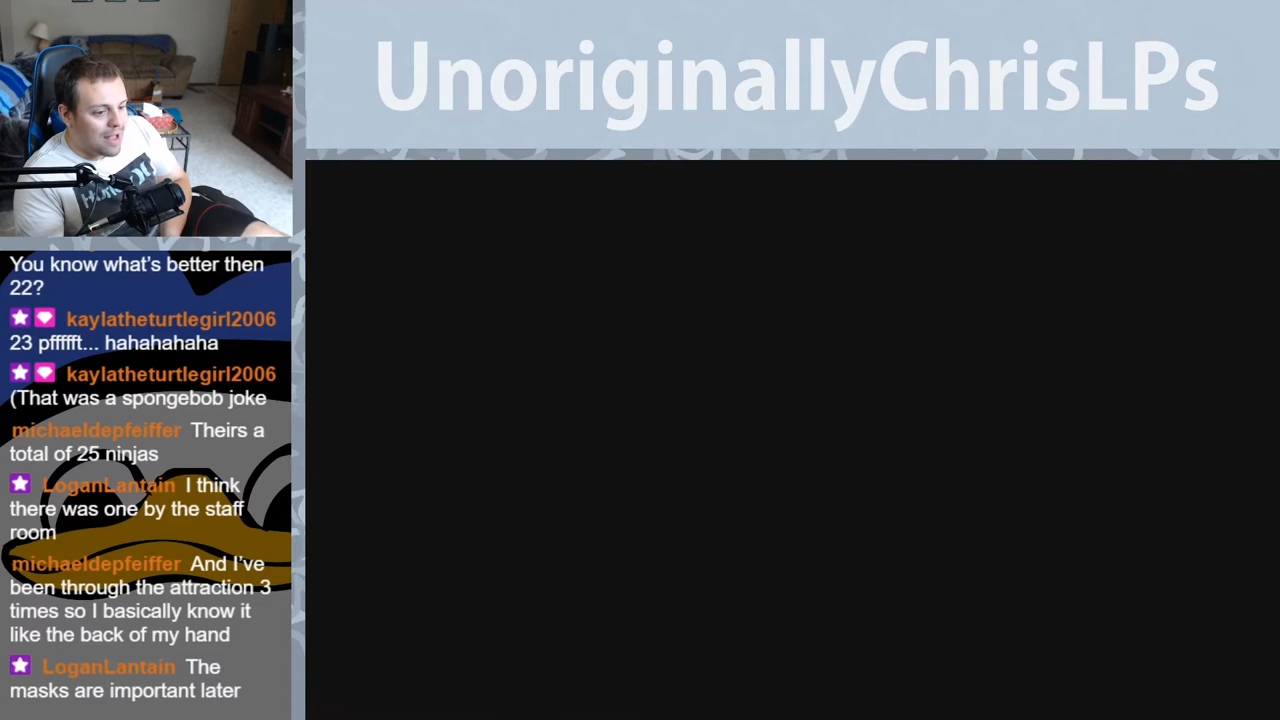 UnoriginallyChrisLPs
You know what's better then
22?
kaylatheturtlegirl2006
23 pffffft... hahahahaha
kaylatheturtlegirl2006
(That was a spongebob joke
michaeldepfeiffer Theirs a
total of 25 ninjas
LoganLantain I think
there was one by the staff
room
michaeldepfeiffer And I've
been through the attraction 3
times so I basically know it
like the back of my hand
LoganLantain The
masks are important later